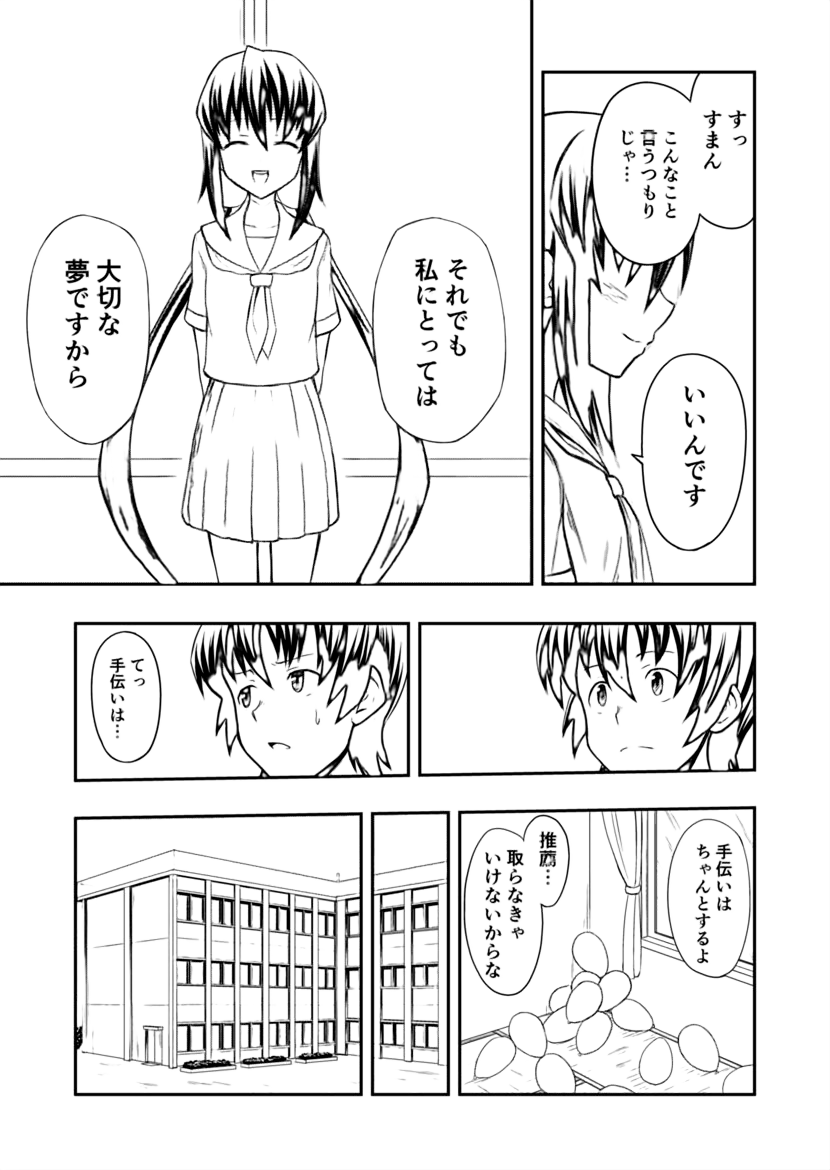 すっ
すまん
こんなこと
言うつもり
じゃ…
いいんです
それでも
私にとっては
大切な
夢ですから
てっ
手伝いは…
手伝いは
ちゃんとするよ
推薦…
取らなきゃ
いけないからな